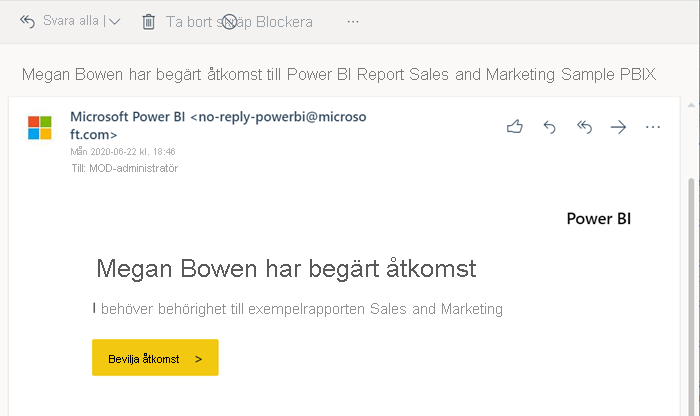 Svara alla |
Ta bort skräp Blockera
...
Megan Bowen har begärt åtkomst till Power BI Report Sales and Marketing Sample PBIX
Microsoft Power BI <no-reply-powerbi@microso
ft.com>
Mån 2020-06-22 kl. 18:46
Till: MOD-administratör
...
Power BI
Megan Bowen har begärt åtkomst
I behöver behörighet till exempelrapporten Sales and Marketing
Bevilja åtkomst >